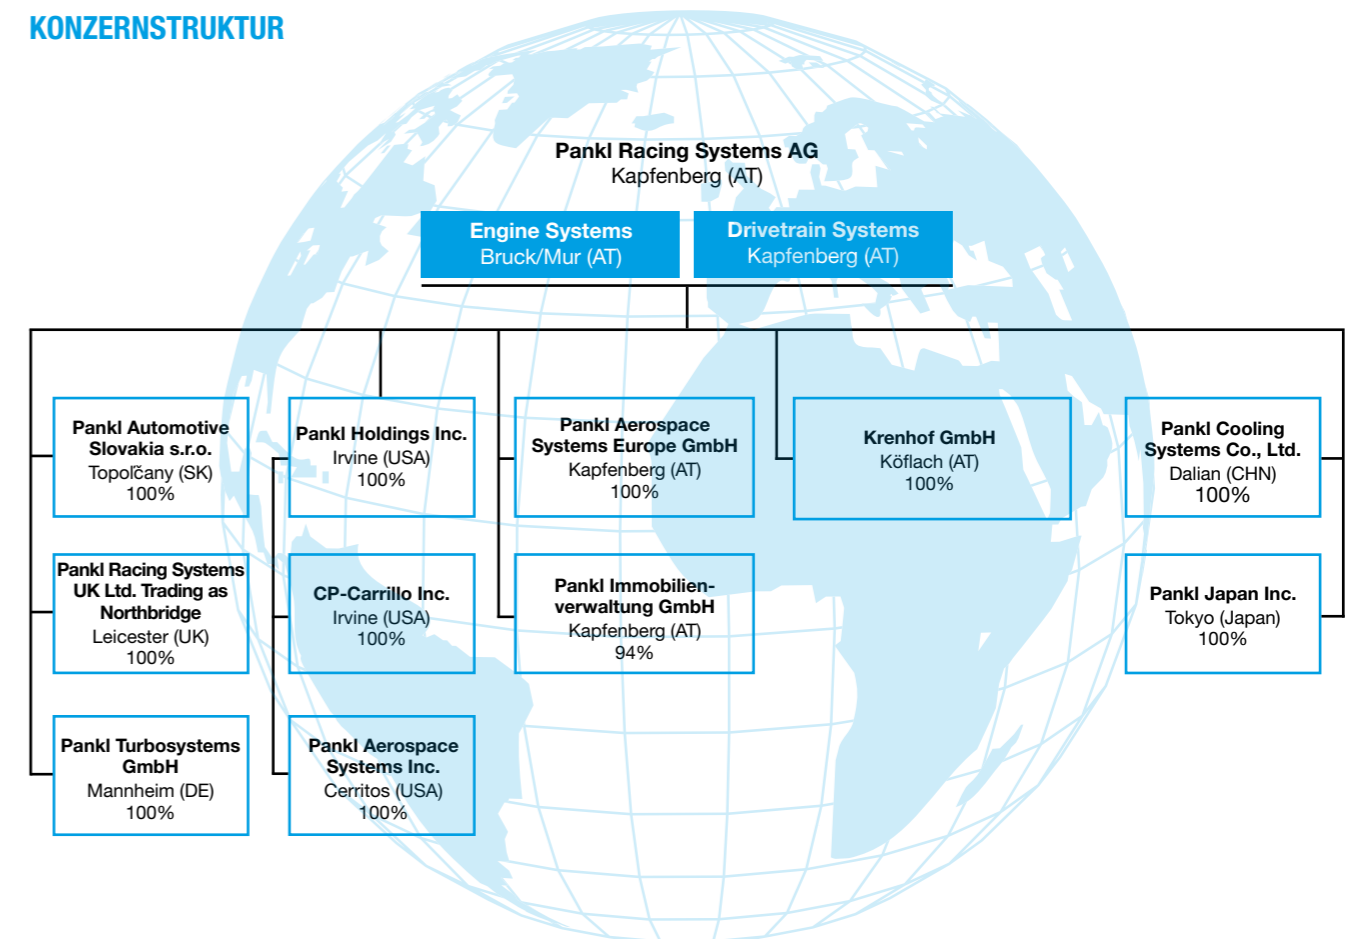 KONZERNSTRUKTUR
Pankl Racing Systems AG
Kapfenberg (AT)
Engine Systems
Bruck/Mur (AT)
Drivetrain Systems
Kapfenberg (AT)
Pankl Automotive
Slovakia s.r.o.
Topoľčany (SK)
100%
Pankl Holdings Inc.
Irvine (USA)
100%
Pankl Aerospace
Systems Europe GmbH
Kapfenberg (AT)
100%
Krenhof GmbH
Köflach (AT)
100%
Pankl Cooling
Systems Co., Ltd.
Dalian (CHN)
100%
Pankl Racing Systems
UK Ltd. Trading as
Northbridge
Leicester (UK)
100%
CP-Carrillo Inc.
Irvine (USA)
100%
Pankl Immobilien-
verwaltung GmbH
Kapfenberg (AT)
94%
Pankl Japan Inc.
Tokyo (Japan)
100%
Pankl Turbosystems
GmbH
Mannheim (DE)
100%
Pankl Aerospace
Systems Inc.
Cerritos (USA)
100%